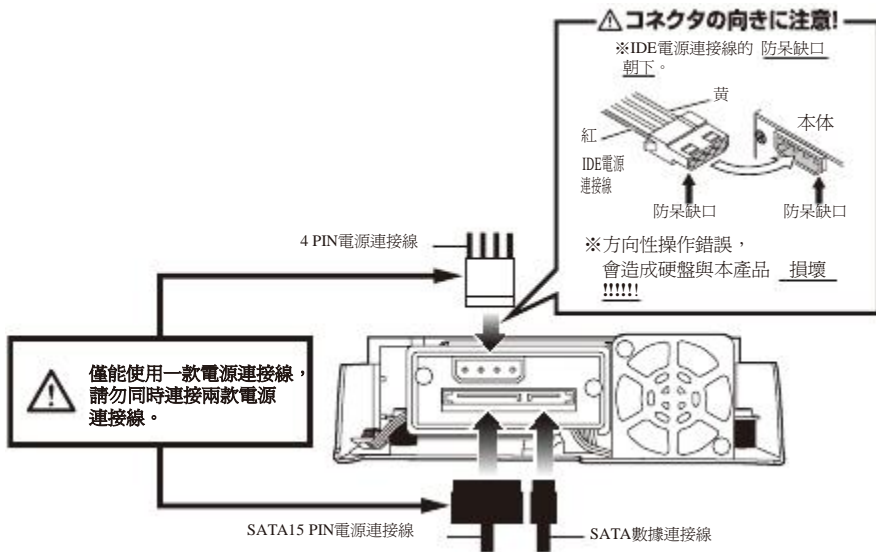 コネクタの向きに注意!
※IDE電源連接線的 防呆缺口
朝下。
黄
紅
本体
IDE電源
連接線
防呆缺口
防呆缺口
※方向性操作錯誤，
會造成硬盤與本產品 損壞
!!!!!!
4 PIN電源連接線
僅能使用一款電源連接線，
請勿同時連接兩款電源
連接線。
SATA15 PIN電源連接線
SATA數據連接線